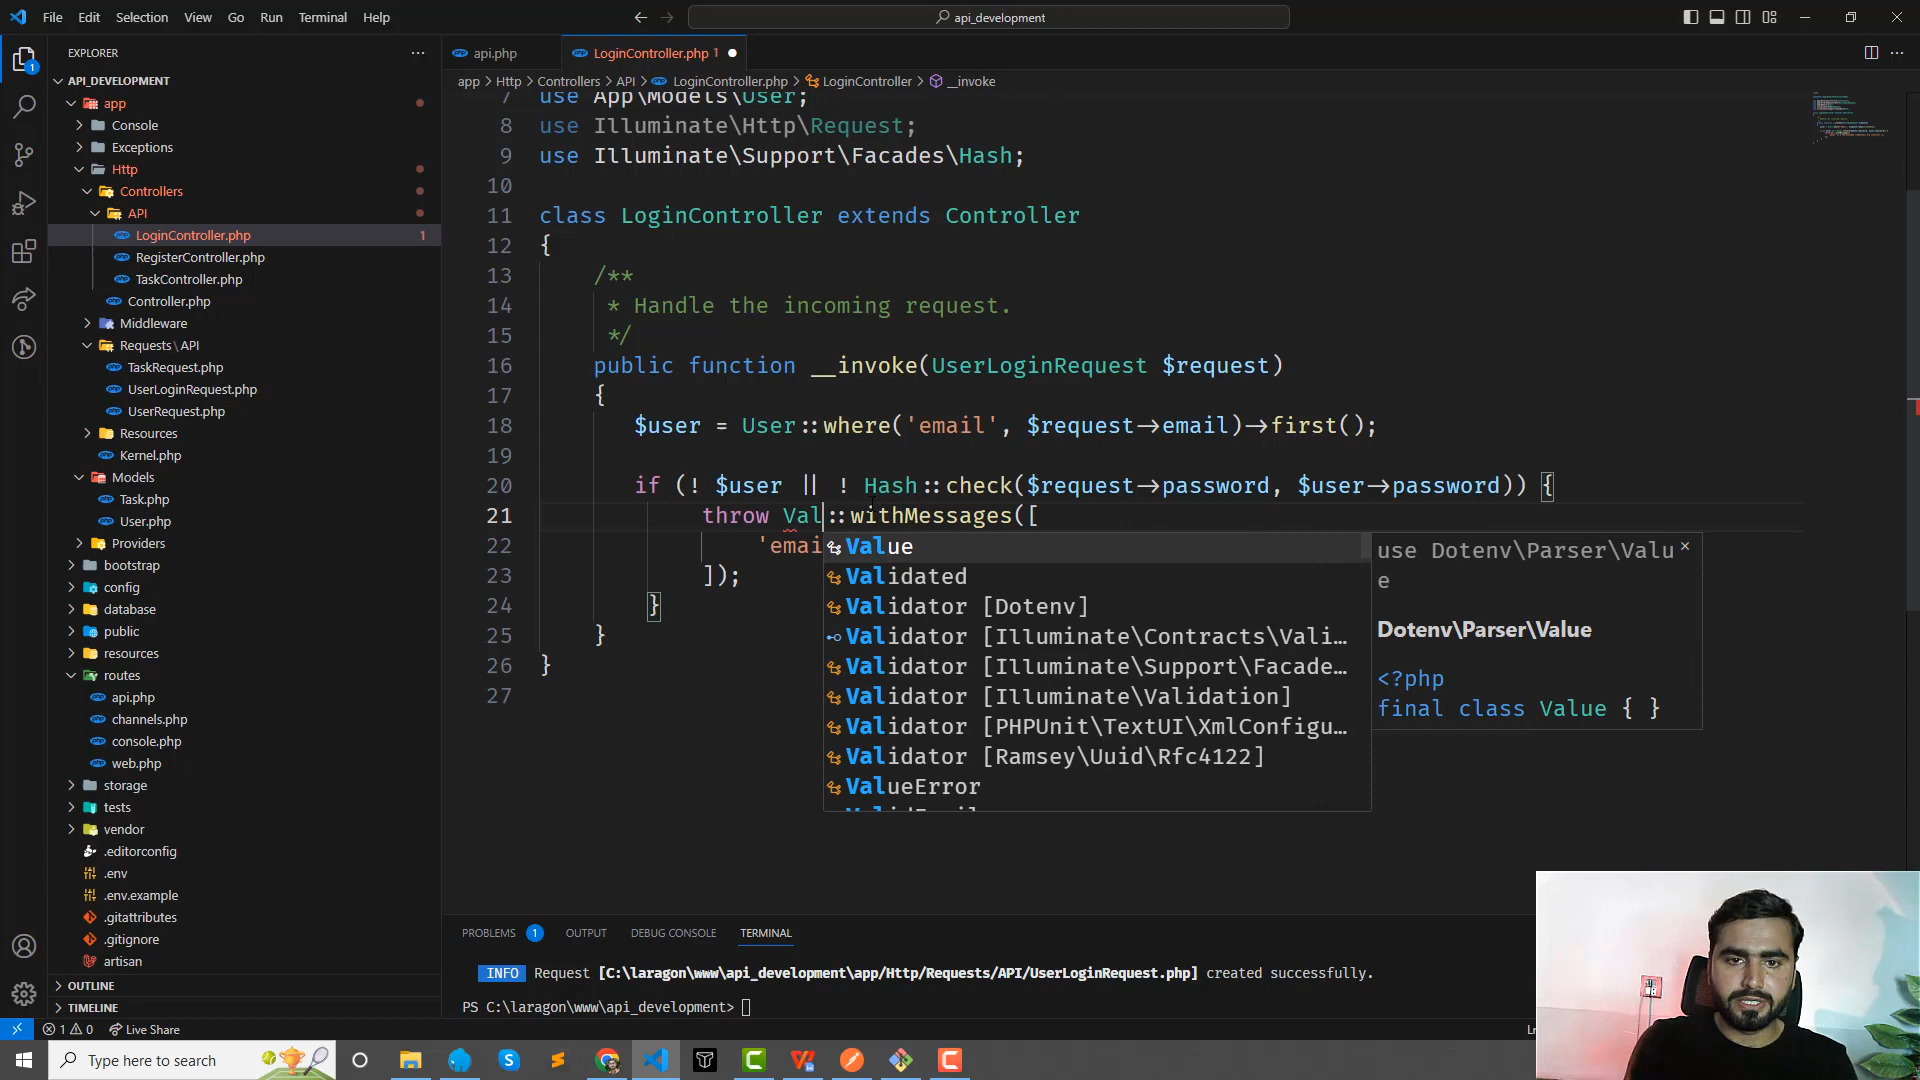 File Edit Selection View Go Run Terminal Help
api_development
EXPLORER
API_DEVELOPMENT
app
Console
Exceptions
Http
Controllers
API
LoginController.php 1
RegisterController.php
TaskController.php
Controller.php
Middleware
Requests\API
TaskRequest.php
UserLoginRequest.php
UserRequest.php
Resources
Kernel.php
Models
Task.php
User.php
Providers
bootstrap
config
database
public
resources
routes
api.php
channels.php
console.php
web.php
storage
tests
vendor
.editorconfig
.env
.env.example
.gitattributes
.gitignore
artisan
OUTLINE
TIMELINE
api.php LoginController.php 1
app > Http > Controllers > API > LoginController.php > LoginController > __invoke
7 use App\Models\User;
8 use Illuminate\Http\Request;
9 use Illuminate\Support\Facades\Hash;
10
11 class LoginController extends Controller
12 {
13 /**
14 * Handle the incoming request.
15 */
16 public function __invoke(UserLoginRequest $request)
17 {
18 $user = User::where('email', $request->email)->first();
19
20 if (! $user || ! Hash::check($request->password, $user->password)) {
21 throw Val::withMessages([
22 'emai
23 ]);
24 }
25 }
26 }
27
Value
Validated
Validator [Dotenv]
Validator [Illuminate\Contracts\Vali…
Validator [Illuminate\Support\Facade…
Validator [Illuminate\Validation]
Validator [PHPUnit\TextUI\XmlConfigu…
Validator [Ramsey\Uuid\Rfc4122]
ValueError
use Dotenv\Parser\Valu
e
Dotenv\Parser\Value
<?php
final class Value { }
PROBLEMS 1 OUTPUT DEBUG CONSOLE TERMINAL
INFO Request [C:\laragon\www\api_development\app/Http/Requests/API/UserLoginRequest.php] created successfully.
PS C:\laragon\www\api_development>
1 0 Live Share
Type here to search